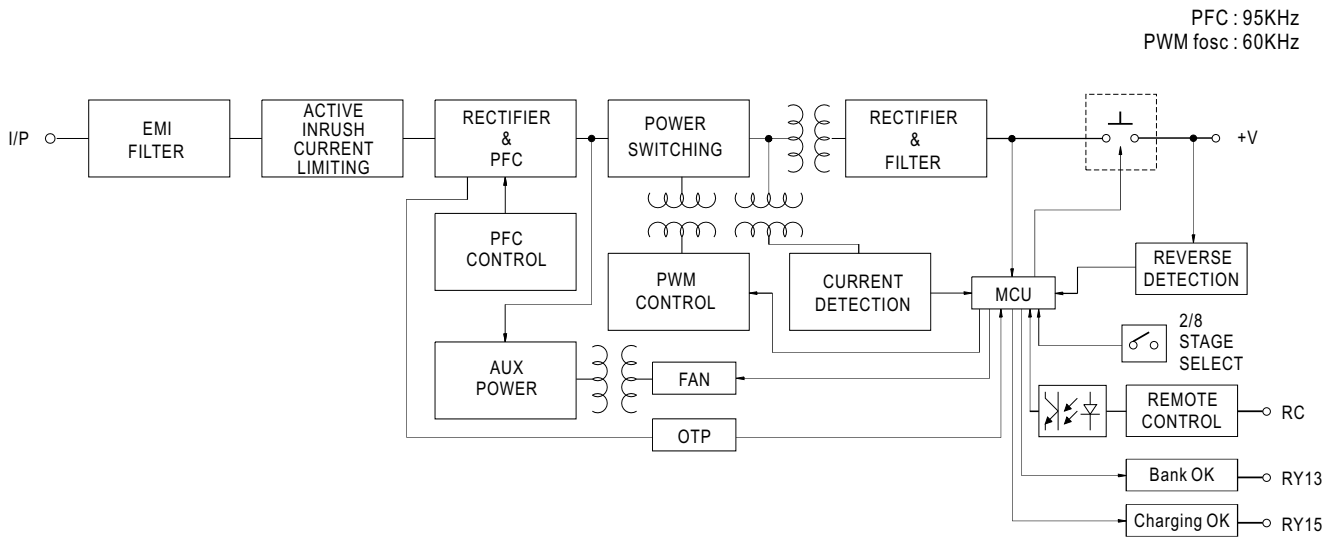 PFC : 95KHz
PWM fosc : 60KHz
I/P
EMI
FILTER
ACTIVE
INRUSH
CURRENT
LIMITING
RECTIFIER
&
PFC
POWER
SWITCHING
RECTIFIER
&
FILTER
+V
PFC
CONTROL
PWM
CONTROL
CURRENT
DETECTION
MCU
REVERSE
DETECTION
2/8
STAGE
SELECT
AUX
POWER
FAN
OTP
REMOTE
CONTROL
RC
Bank OK
RY13
Charging OK
RY15